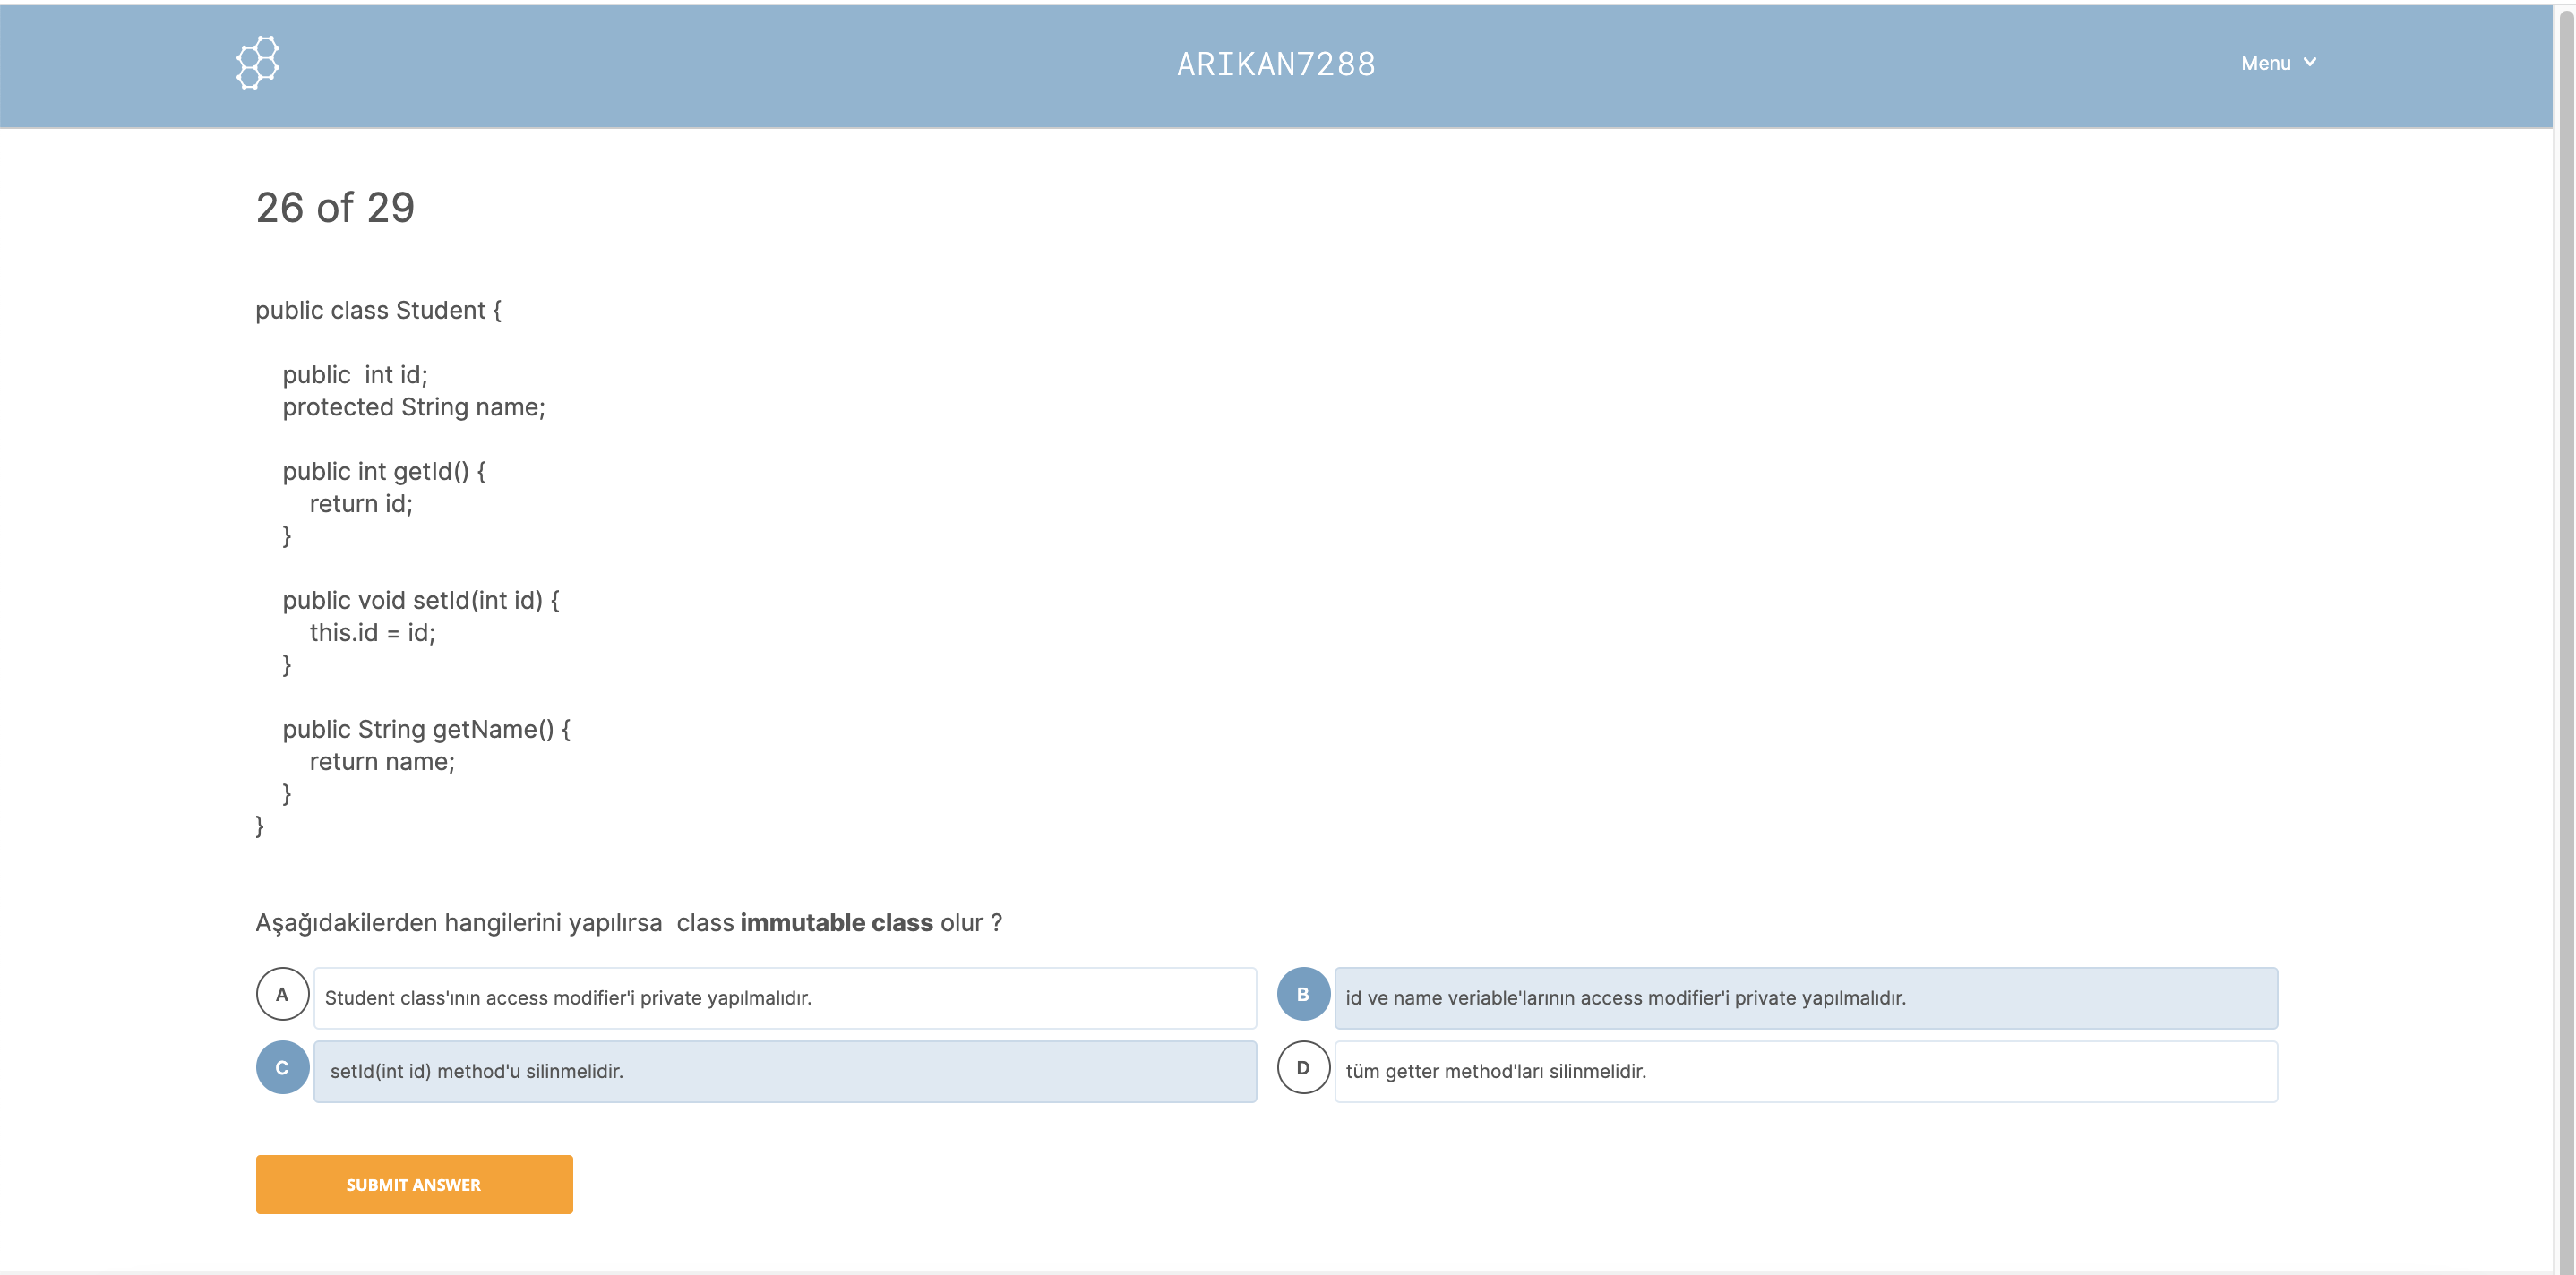 ARIKAN7288
Menu
26 of 29
public class Student {
public  int id;
protected String name;
public int getId() {
return id;
}
public void setId(int id) {
this.id = id;
}
public String getName() {
return name;
}
}
Aşağıdakilerden hangilerini yapılırsa  class immutable class olur ?
A Student class'ının access modifier'i private yapılmalıdır.
B id ve name veriable'larının access modifier'i private yapılmalıdır.
C setId(int id) method'u silinmelidir.
D tüm getter method'ları silinmelidir.
SUBMIT ANSWER